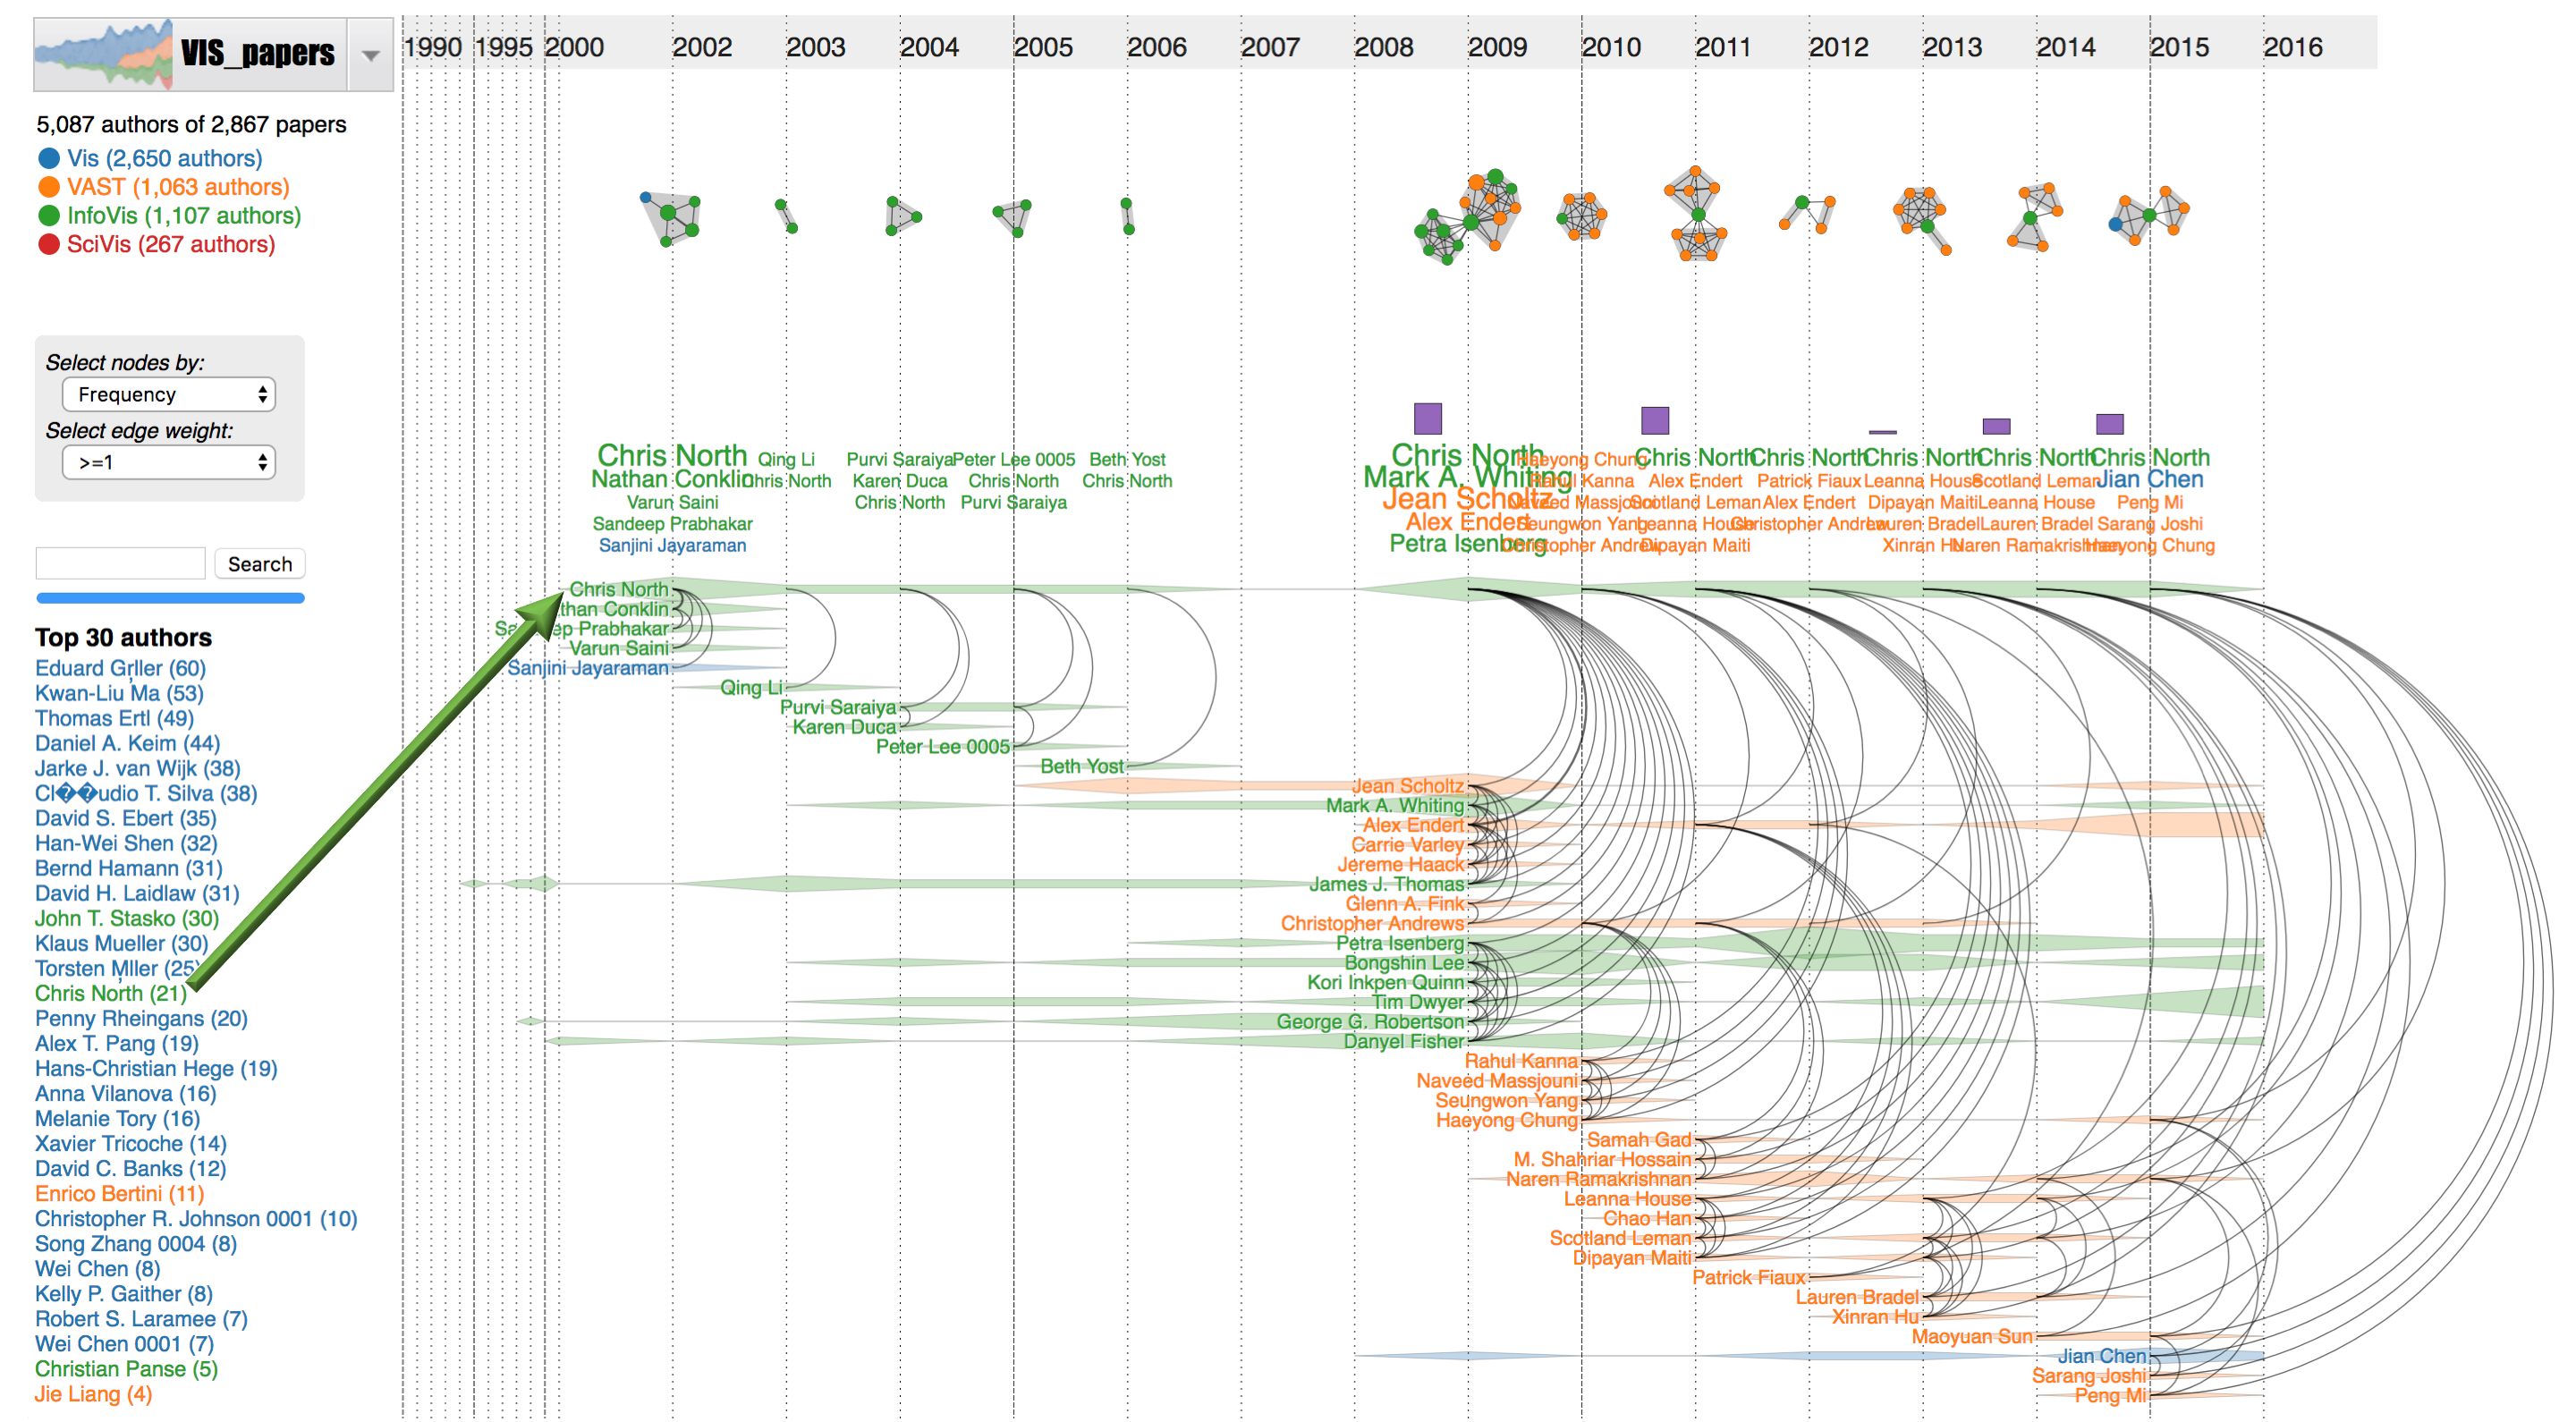 VIS_papers
1990 1995 2000 2002 2003 2004 2005 2006 2007 2008 2009 2010 2011 2012 2013 2014 2015 2016
5,087 authors of 2,867 papers
Vis (2,650 authors)
VAST (1,063 authors)
InfoVis (1,107 authors)
SciVis (267 authors)
Select nodes by:
Frequency
Select edge weight:
>=1
Search
Top 30 authors
Eduard Grļler (60)
Kwan-Liu Ma (53)
Thomas Ertl (49)
Daniel A. Keim (44)
Jarke J. van Wijk (38)
Cl��udio T. Silva (38)
David S. Ebert (35)
Han-Wei Shen (32)
Bernd Hamann (31)
David H. Laidlaw (31)
John T. Stasko (30)
Klaus Mueller (30)
Torsten Mļller (25)
Chris North (21)
Penny Rheingans (20)
Alex T. Pang (19)
Hans-Christian Hege (19)
Anna Vilanova (16)
Melanie Tory (16)
Xavier Tricoche (14)
David C. Banks (12)
Enrico Bertini (11)
Christopher R. Johnson 0001 (10)
Song Zhang 0004 (8)
Wei Chen (8)
Kelly P. Gaither (8)
Robert S. Laramee (7)
Wei Chen 0001 (7)
Christian Panse (5)
Jie Liang (4)
Chris North
Nathan Conklin
Varun Saini
Sandeep Prabhakar
Sanjini Jayaraman
Qing Li
Chris North
Purvi Saraiya
Karen Duca
Chris North
Peter Lee 0005
Chris North
Purvi Saraiya
Beth Yost
Chris North
Chris North
Mark A. Whiting
Jean Scholtz
Alex Endert
Petra Isenberg
Haeyong Chung
Rahul Kanna
Naveed Massjouni
Seungwon Yang
Christopher Andrews
Chris North
Alex Endert
Scotland Leman
Leanna House
Dipayan Maiti
Chris North
Patrick Fiaux
Alex Endert
Christopher Andrews
Chris North
Leanna House
Dipayan Maiti
Lauren Bradel
Xinran Hu
Chris North
Scotland Leman
Leanna House
Lauren Bradel
Naren Ramakrishnan
Chris North
Jian Chen
Peng Mi
Sarang Joshi
Haeyong Chung
Chris North
than Conklin
Sa ep Prabhakar
Varun Saini
Sanjini Jayaraman
Qing Li
Purvi Saraiya
Karen Duca
Peter Lee 0005
Beth Yost
Jean Scholtz
Mark A. Whiting
Alex Endert
Carrie Varley
Jereme Haack
James J. Thomas
Glenn A. Fink
Christopher Andrews
Petra Isenberg
Bongshin Lee
Kori Inkpen Quinn
Tim Dwyer
George G. Robertson
Danyel Fisher
Rahul Kanna
Naveed Massjouni
Seungwon Yang
Haeyong Chung
Samah Gad
M. Shahriar Hossain
Naren Ramakrishnan
Leanna House
Chao Han
Scotland Leman
Dipayan Maiti
Patrick Fiaux
Lauren Bradel
Xinran Hu
Maoyuan Sun
Jian Chen
Sarang Joshi
Peng Mi